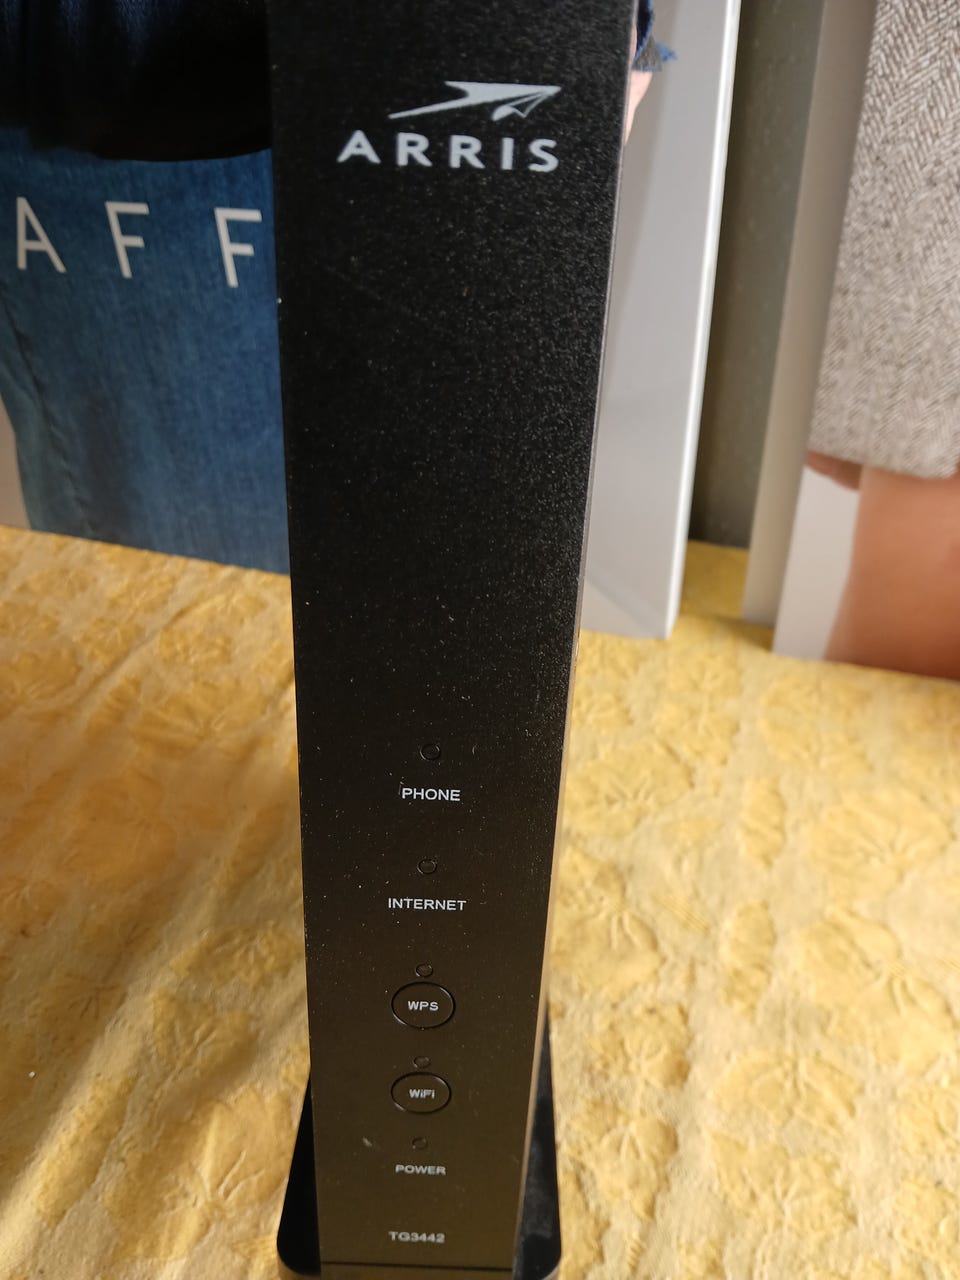 ARRIS
AFF
PHONE
INTERNET
WPS
WiFi
POWER
TG3442